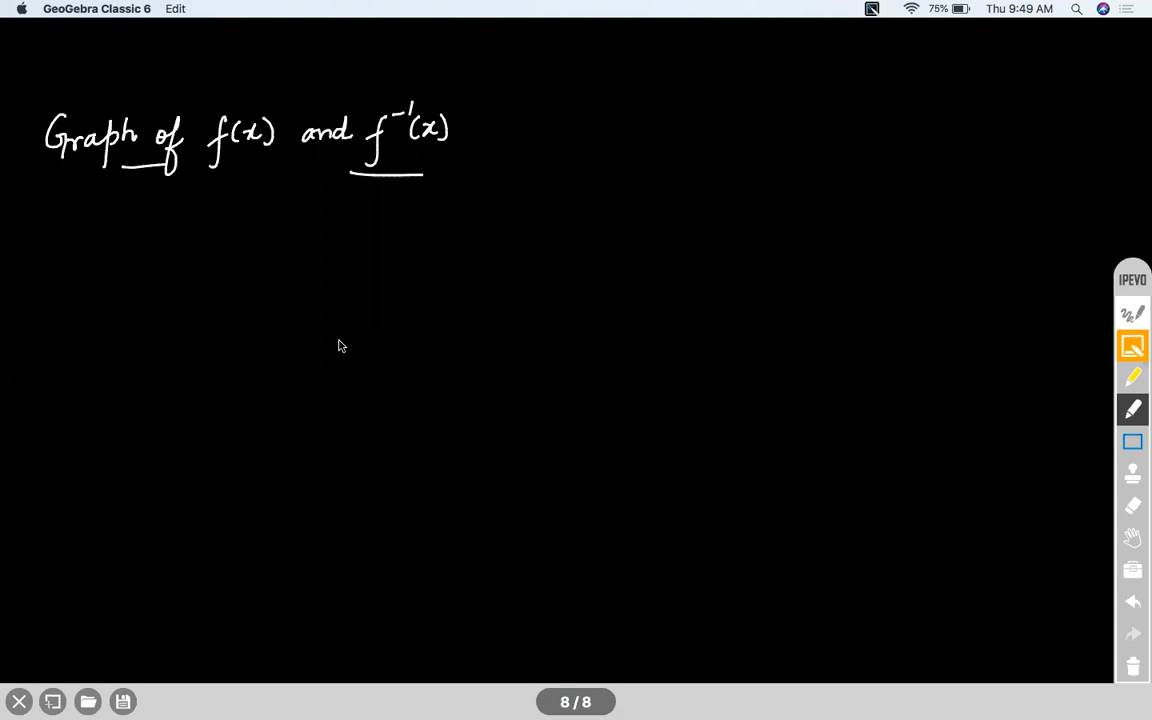 GeoGebra Classic 6 Edit 75% Thu 9:49 AM
Graph of f(x) and f⁻¹(x)
IPEVO
8 / 8